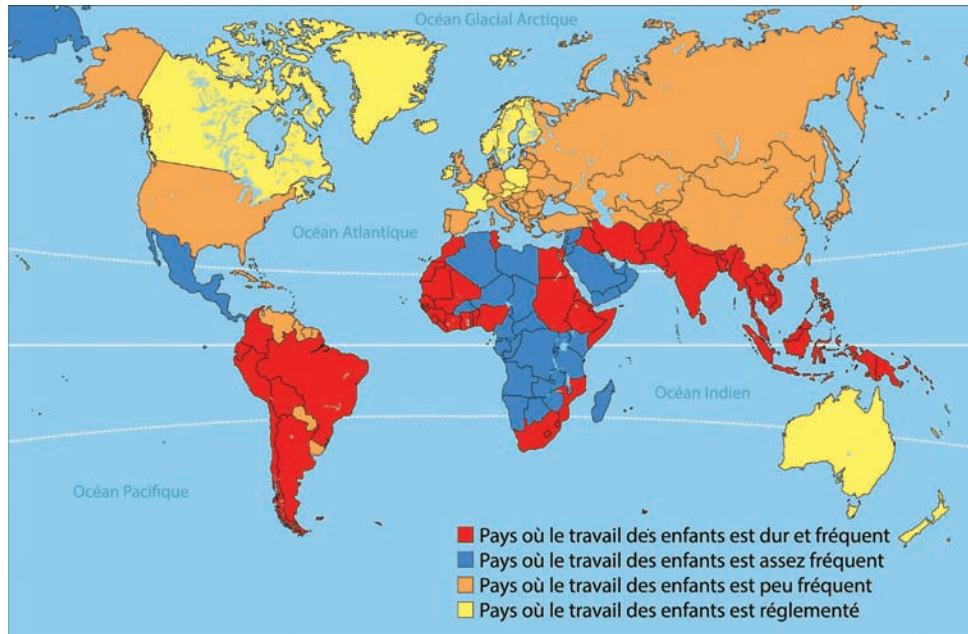 Océan Glacial Arctique
Océan Atlantique
Océan Indien
Océan Pacifique
Pays où le travail des enfants est dur et fréquent
Pays où le travail des enfants est assez fréquent
Pays où le travail des enfants est peu fréquent
Pays où le travail des enfants est réglementé